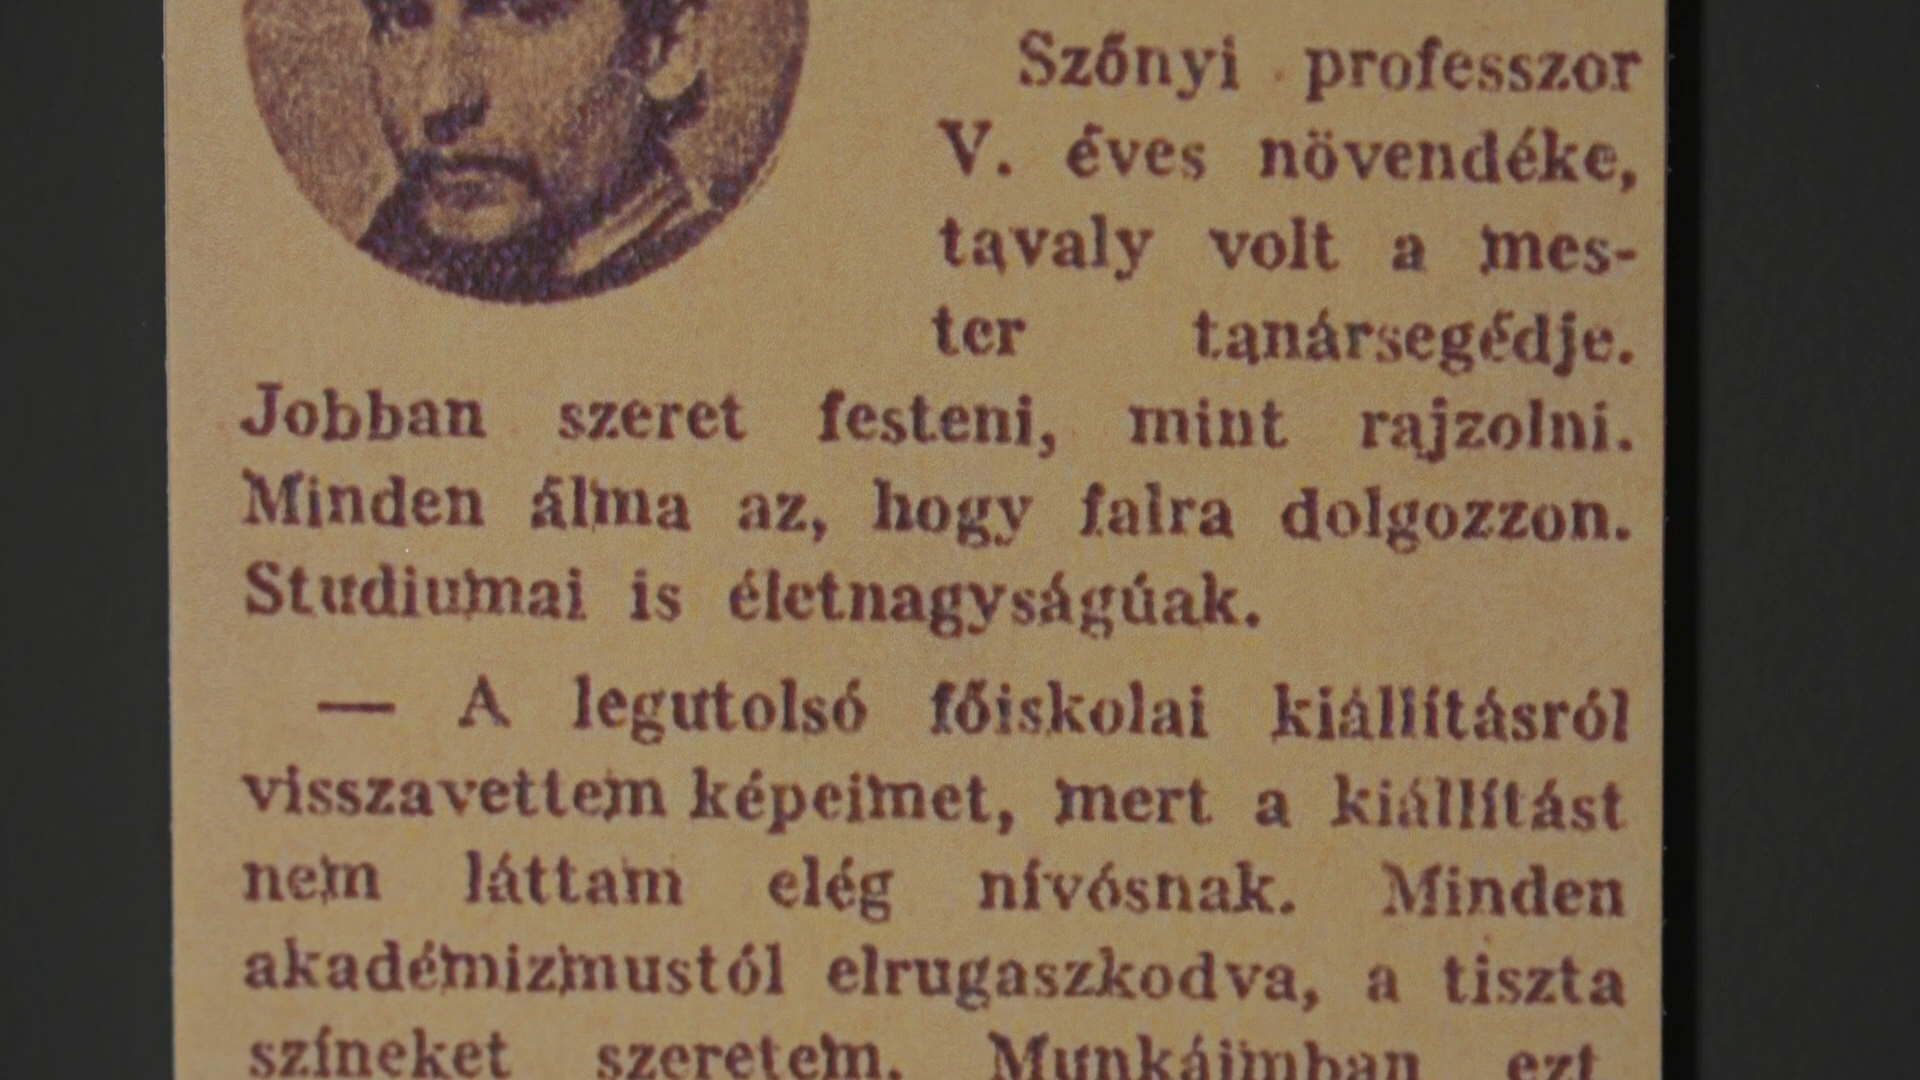 Szőnyi professzor
V. éves növendéke,
tavaly volt a mes-
ter tanársegédje.
Jobban szeret festeni, mint rajzolni.
Minden álma az, hogy falra dolgozzon.
Studiumai is életnagyságúak.
— A legutolsó főiskolai kiállításról
visszavettem képeimet, mert a kiállítást
nem láttam elég nívósnak. Minden
akadémizmustól elrugaszkodva, a tiszta
színeket szeretem. Munkáimban ezt